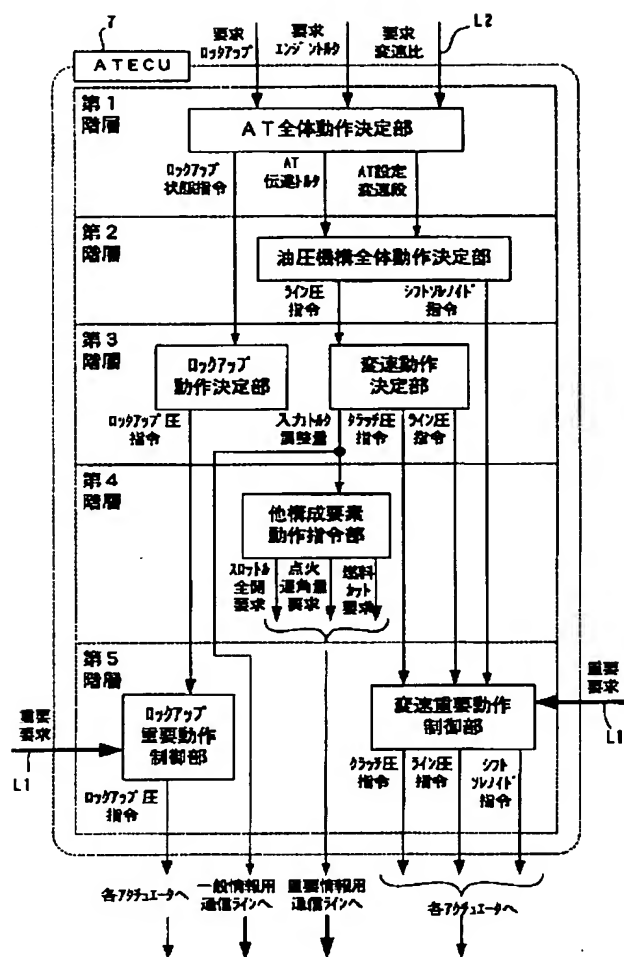 7
ATECU
要求
ロックアップ
要求
エンジントルク
要求
変速比
L2
第1
階層
AT全体動作決定部
ロックアップ
状態指令
AT
伝達トルク
AT設定
変速段
第2
階層
油圧機構全体動作決定部
ライン圧
指令
シフトソレノイド
指令
第3
階層
ロックアップ
動作決定部
変速動作
決定部
ロックアップ圧
指令
入力トルク
調整量
クラッチ圧
指令
ライン圧
指令
第4
階層
他構成要素
動作指令部
スロットル
全閉
要求
点火
遅角量
要求
燃料
カット
要求
第5
階層
重要
要求
L1
ロックアップ
重要動作
制御部
変速重要動作
制御部
重要
要求
L1
ロックアップ圧
指令
クラッチ圧
指令
ライン圧
指令
シフト
ソレノイド
指令
各アクチュエータへ
一般情報用
通信ラインへ
重要情報用
通信ラインへ
各アクチュエータへ